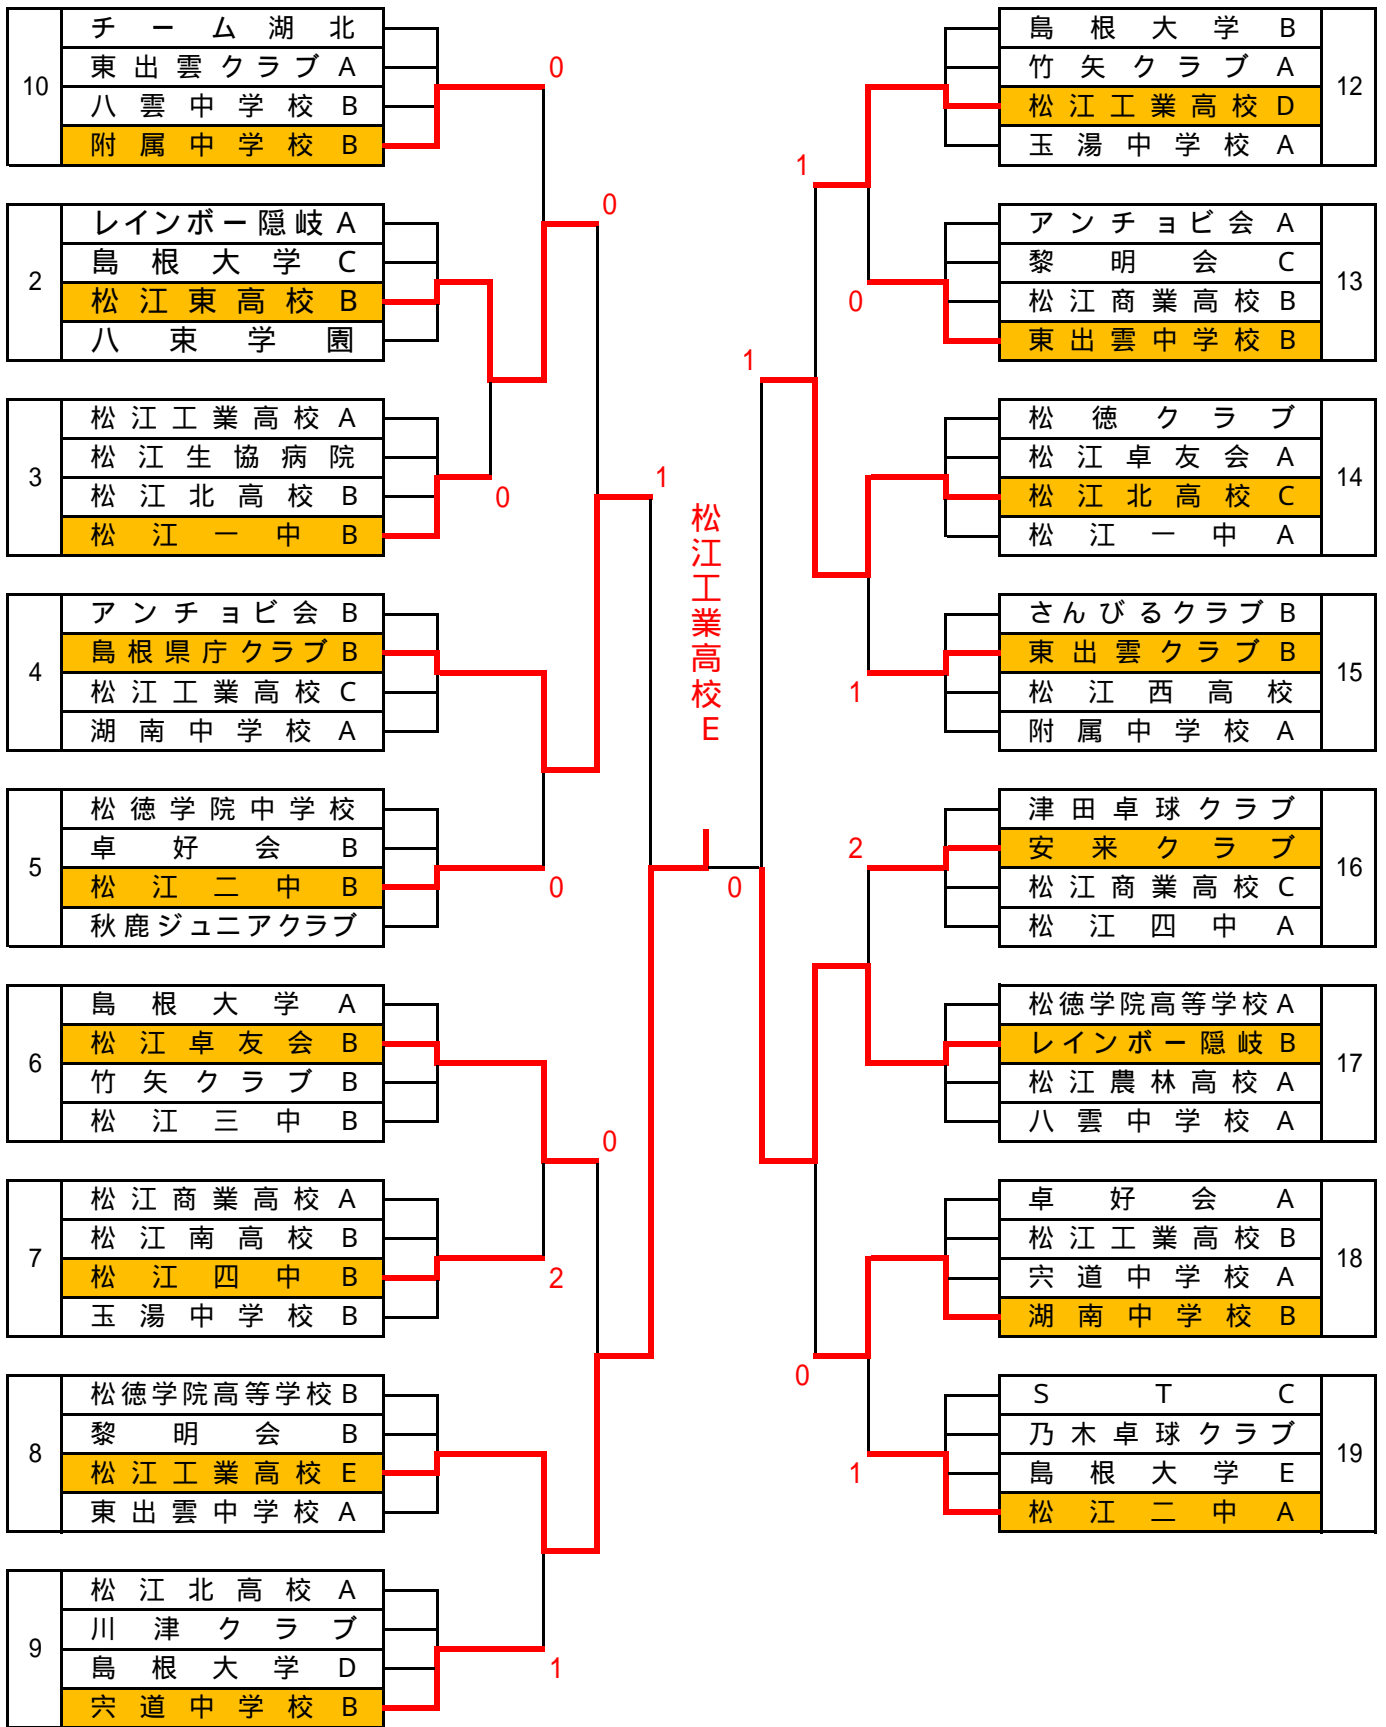 10
チーム湖北
東出雲クラブA
八雲中学校B
附属中学校B
0
2
レインボー隠岐A
島根大学C
松江東高校B
八束学園
0
3
松江工業高校A
松江生協病院
松江北高校B
松江一中B
0
4
アンチョビ会B
島根県庁クラブB
松江工業高校C
湖南中学校A
1
5
松徳学院中学校
卓好会B
松江二中B
秋鹿ジュニアクラブ
0
6
島根大学A
松江卓友会B
竹矢クラブB
松江三中B
0
7
松江商業高校A
松江南高校B
松江四中B
玉湯中学校B
2
8
松徳学院高等学校B
黎明会B
松江工業高校E
東出雲中学校A
9
松江北高校A
川津クラブ
島根大学D
宍道中学校B
1
松江工業高校E
0
12
島根大学B
竹矢クラブA
松江工業高校D
玉湯中学校A
1
13
アンチョビ会A
黎明会C
松江商業高校B
東出雲中学校B
0
1
14
松徳クラブ
松江卓友会A
松江北高校C
松江一中A
15
さんびるクラブB
東出雲クラブB
松江西高校
附属中学校A
1
16
津田卓球クラブ
安来クラブ
松江商業高校C
松江四中A
2
17
松徳学院高等学校A
レインボー隠岐B
松江農林高校A
八雲中学校A
18
卓好会A
松江工業高校B
宍道中学校A
湖南中学校B
0
19
STC
乃木卓球クラブ
島根大学E
松江二中A
1